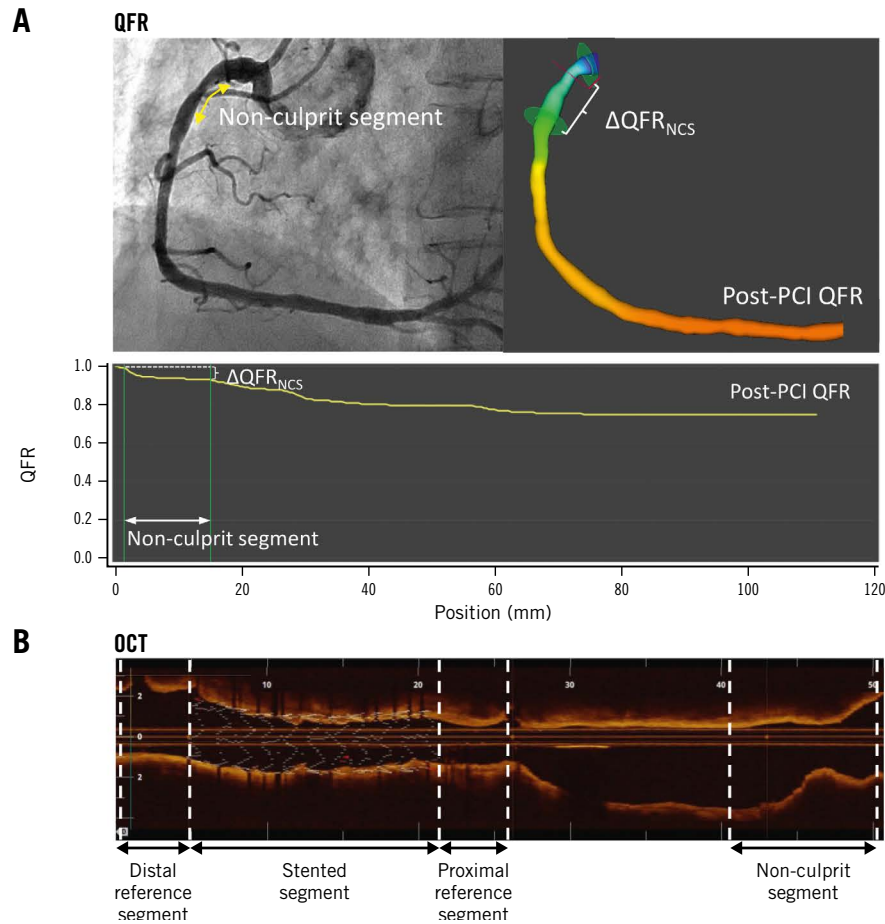 A
QFR
Non-culprit segment
ΔQFRNCS
Post-PCI QFR
1.0
0.8
0.6
0.4
0.2
0.0
QFR
ΔQFRNCS
Post-PCI QFR
Non-culprit segment
0
20
40
60
80
100
120
Position (mm)
B
OCT
10
20
30
40
50
2
0
2
Distal
reference
segment
Stented
segment
Proximal
reference
segment
Non-culprit
segment